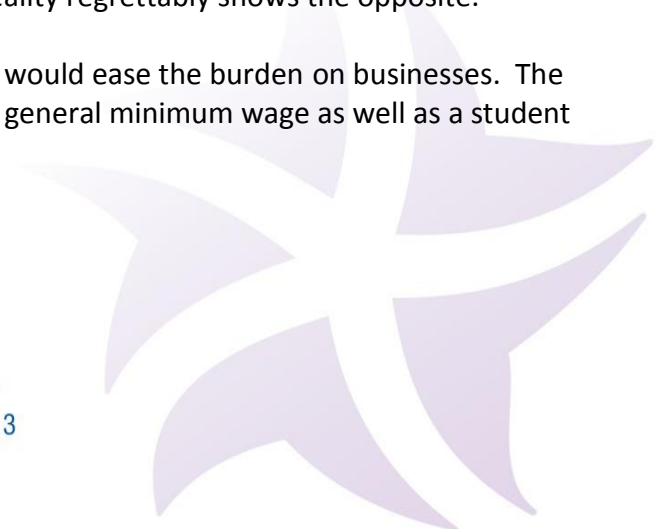 reality regrettably shows the opposite.
would ease the burden on businesses.  The
general minimum wage as well as a student
3